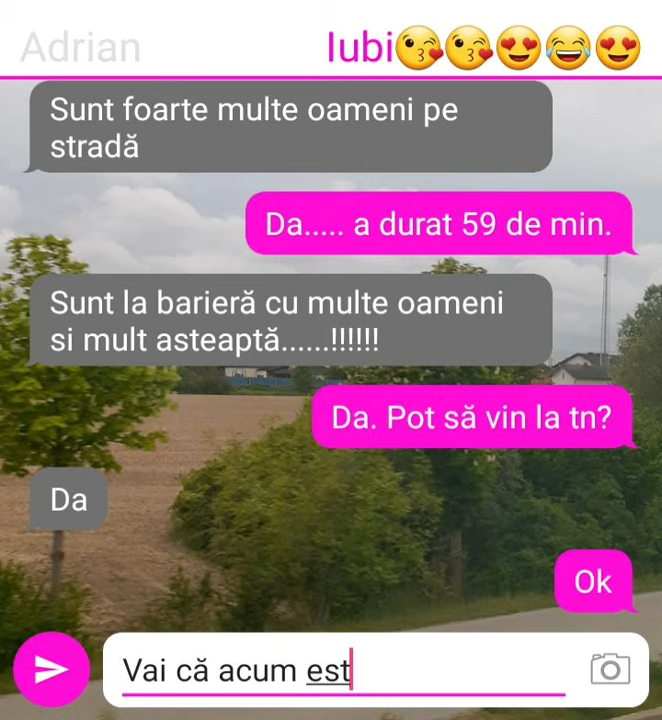 Adrian
Iubi😘😘😍😂😍
Sunt foarte multe oameni pe
stradă
Da..... a durat 59 de min.
Sunt la barieră cu multe oameni
si mult asteaptă......!!!!!!
Da. Pot să vin la tn?
Da
Ok
Vai că acum est